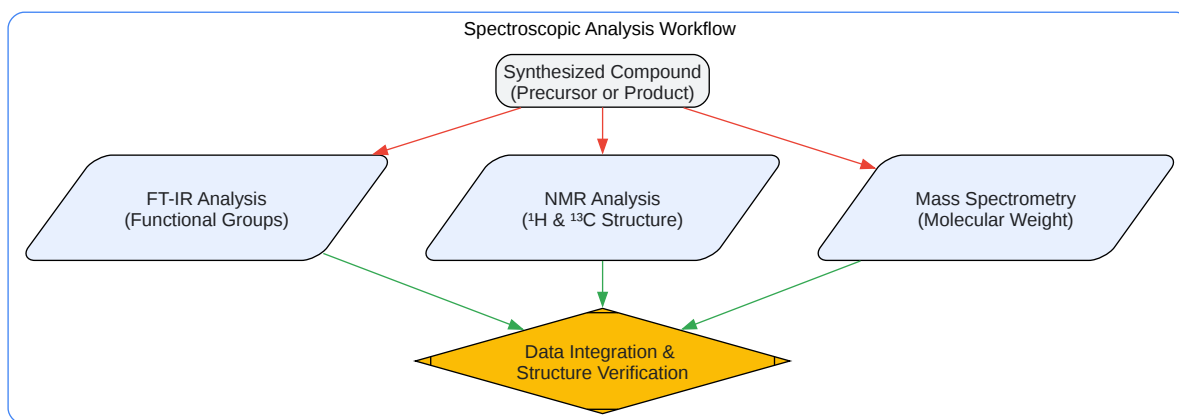 Spectroscopic Analysis Workflow
Synthesized Compound
(Precursor or Product)
FT-IR Analysis
(Functional Groups)
NMR Analysis
(¹H & ¹³C Structure)
Mass Spectrometry
(Molecular Weight)
Data Integration &
Structure Verification